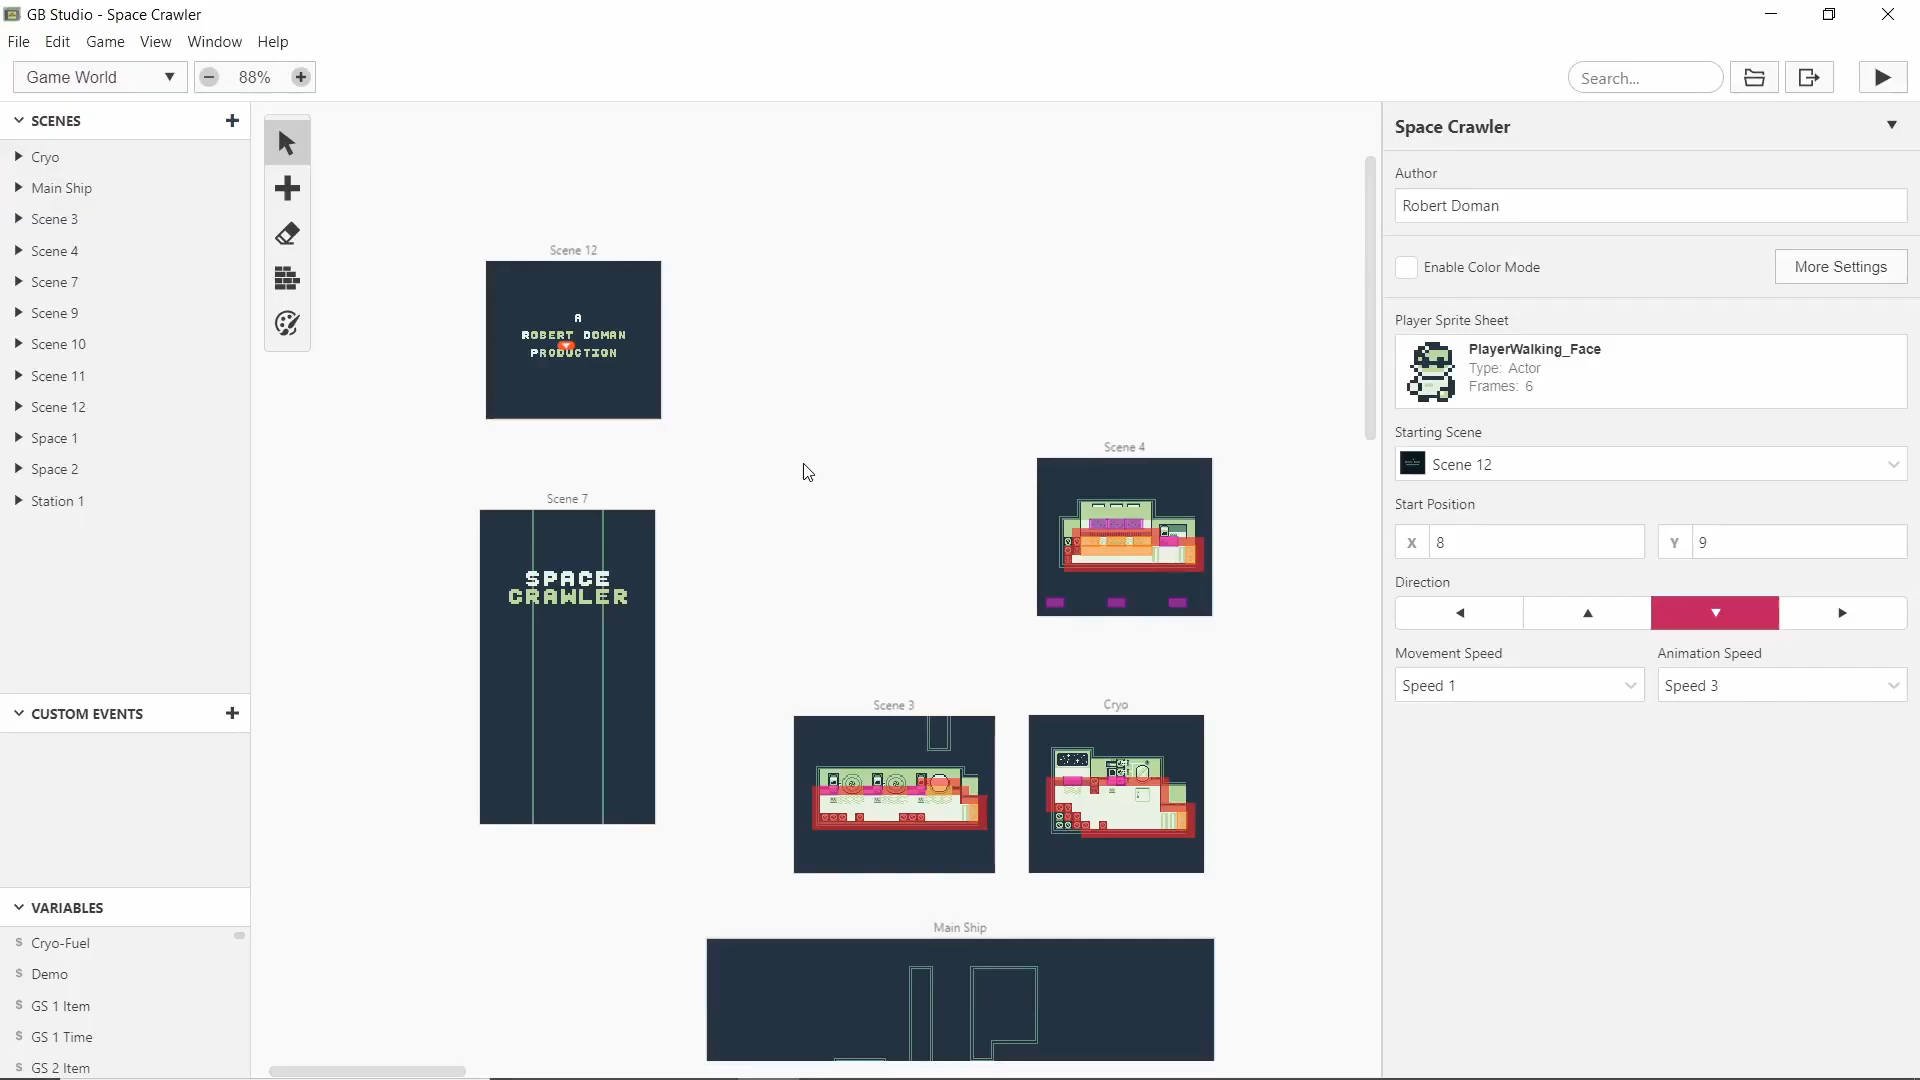 GB Studio - Space Crawler
File Edit Game View Window Help
Game World
88%
Search...
SCENES
Cryo
Main Ship
Scene 3
Scene 4
Scene 7
Scene 9
Scene 10
Scene 11
Scene 12
Space 1
Space 2
Station 1
CUSTOM EVENTS
VARIABLES
$ Cryo-Fuel
$ Demo
$ GS 1 Item
$ GS 1 Time
$ GS 2 Item
Scene 12
A
ROBERT DOMAN
PRODUCTION
Scene 7
SPACE
CRAWLER
Scene 4
Scene 3
Cryo
Main Ship
Space Crawler
Author
Robert Doman
Enable Color Mode
More Settings
Player Sprite Sheet
PlayerWalking_Face
Type: Actor
Frames: 6
Starting Scene
Scene 12
Start Position
X 8
Y 9
Direction
Movement Speed
Animation Speed
Speed 1
Speed 3